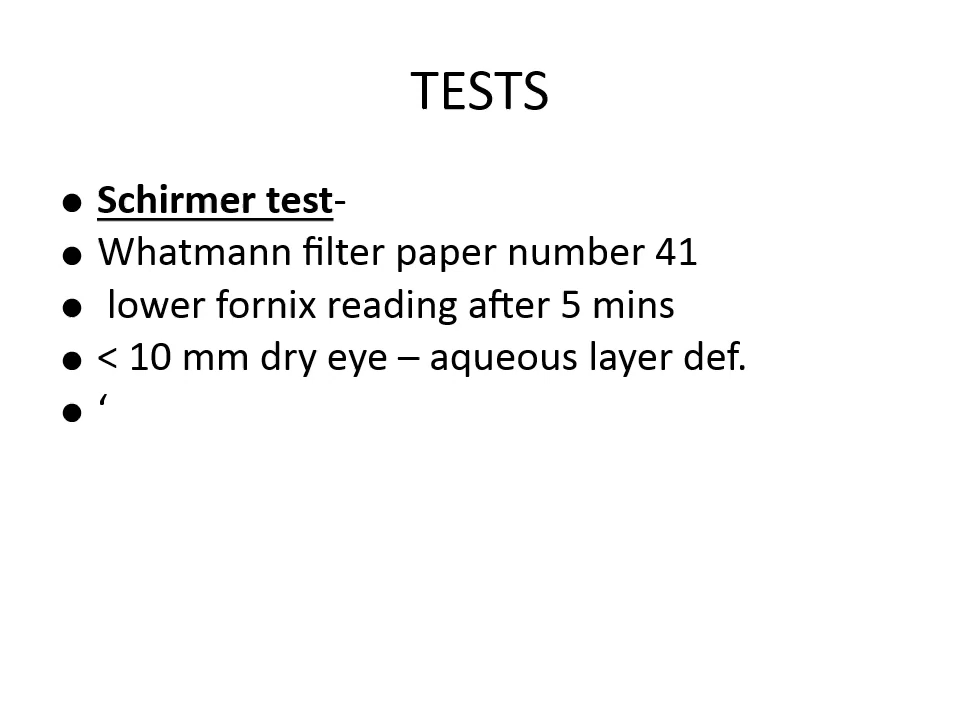 TESTS
• Schirmer test-
• Whatmann filter paper number 41
• lower fornix reading after 5 mins
• < 10 mm dry eye – aqueous layer def.
• ‘